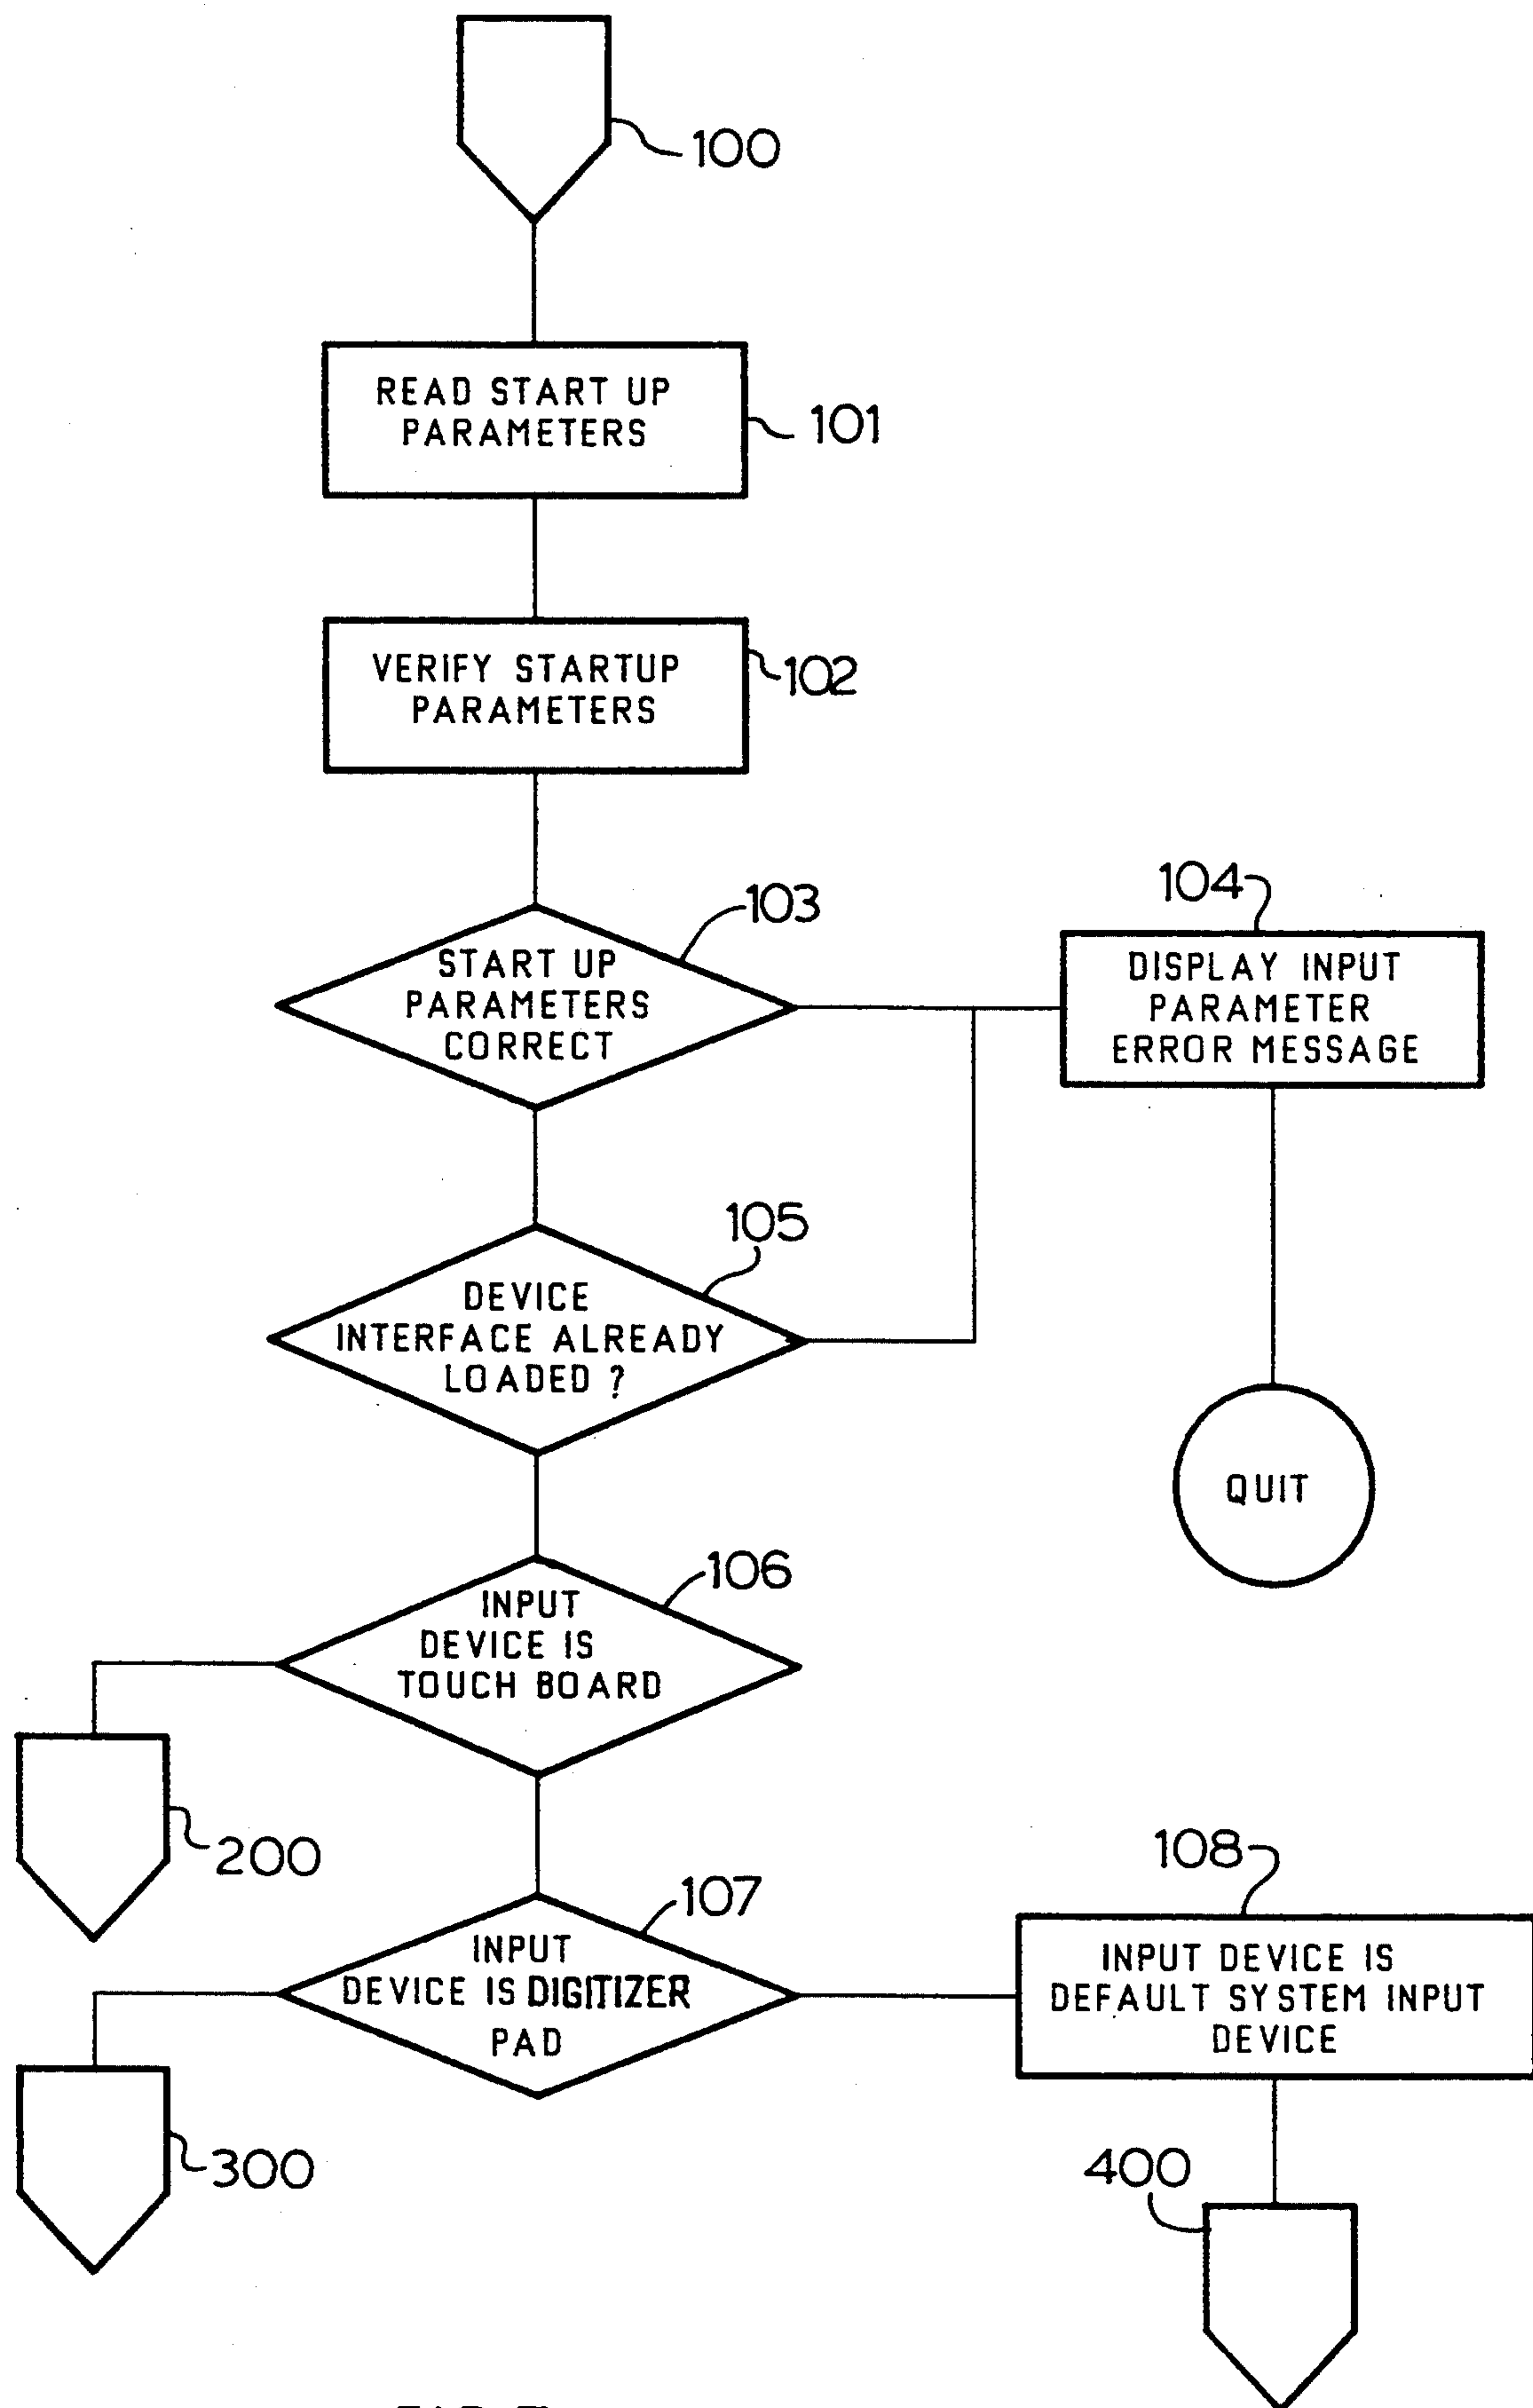 100
READ START UP
PARAMETERS
101
VERIFY STARTUP
PARAMETERS
102
103
START UP
PARAMETERS
CORRECT
104
DISPLAY INPUT
PARAMETER
ERROR MESSAGE
105
DEVICE
INTERFACE ALREADY
LOADED ?
QUIT
106
INPUT
DEVICE IS
TOUCH BOARD
200
107
INPUT
DEVICE IS DIGITIZER
PAD
108
INPUT DEVICE IS
DEFAULT SYSTEM INPUT
DEVICE
300
400